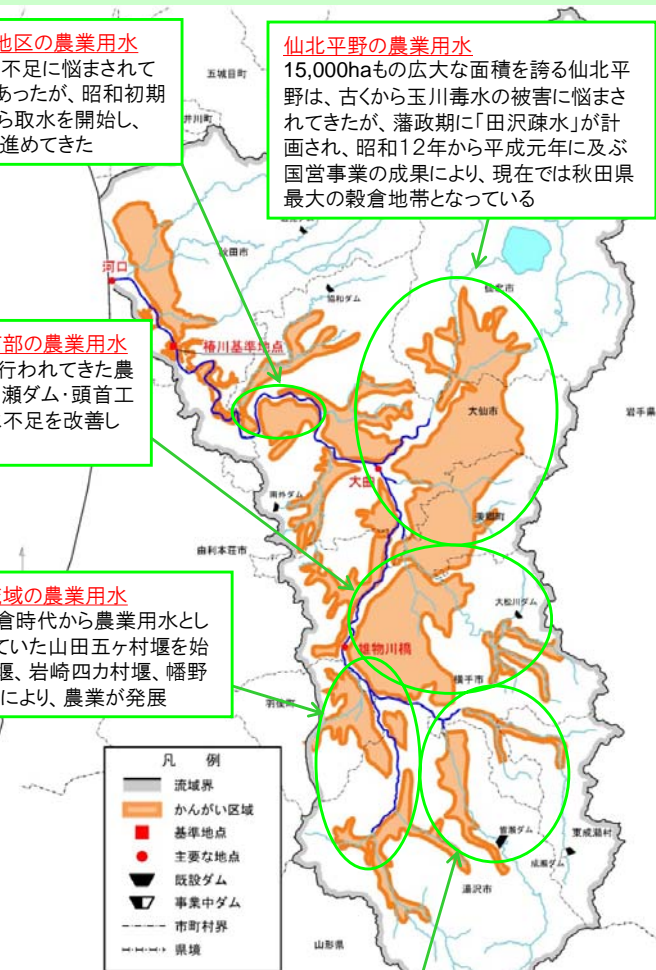 地区の農業用水
不足に悩まされて
あったが、昭和初期
ら取水を開始し、
進めてきた
仙北平野の農業用水
15,000haもの広大な面積を誇る仙北平
野は、古くから玉川毒水の被害に悩まさ
れてきたが、藩政期に「田沢疎水」が計
画され、昭和12年から平成元年に及ぶ
国営事業の成果により、現在では秋田県
最大の穀倉地帯となっている
五城目町
井川町
秋田市
河口
協和ダム
仙北市
椿川基準地点
部の農業用水
行われてきた農
瀬ダム・頭首工
不足を改善し
大仙市
岩手県
大曲
南外ダム
美郷町
由利本荘市
大松川ダム
域の農業用水
倉時代から農業用水とし
ていた山田五ヶ村堰を始
堰、岩崎四カ村堰、幡野
により、農業が発展
雄物川橋
横手市
羽後町
凡 例
流域界
かんがい区域
基準地点
主要な地点
既設ダム
事業中ダム
市町村界
県境
皆瀬ダム
東成瀬村
成瀬ダム
湯沢市
山形県